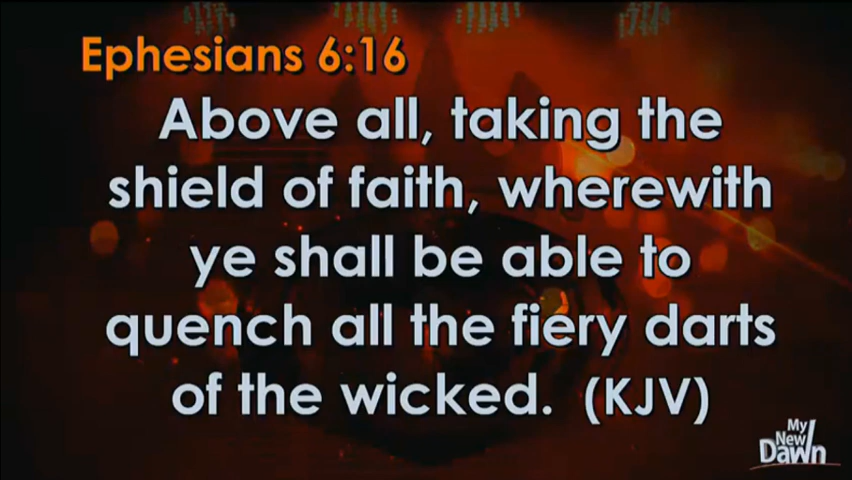 Ephesians 6:16
Above all, taking the
shield of faith, wherewith
ye shall be able to
quench all the fiery darts
of the wicked. (KJV)
My
New
Dawn